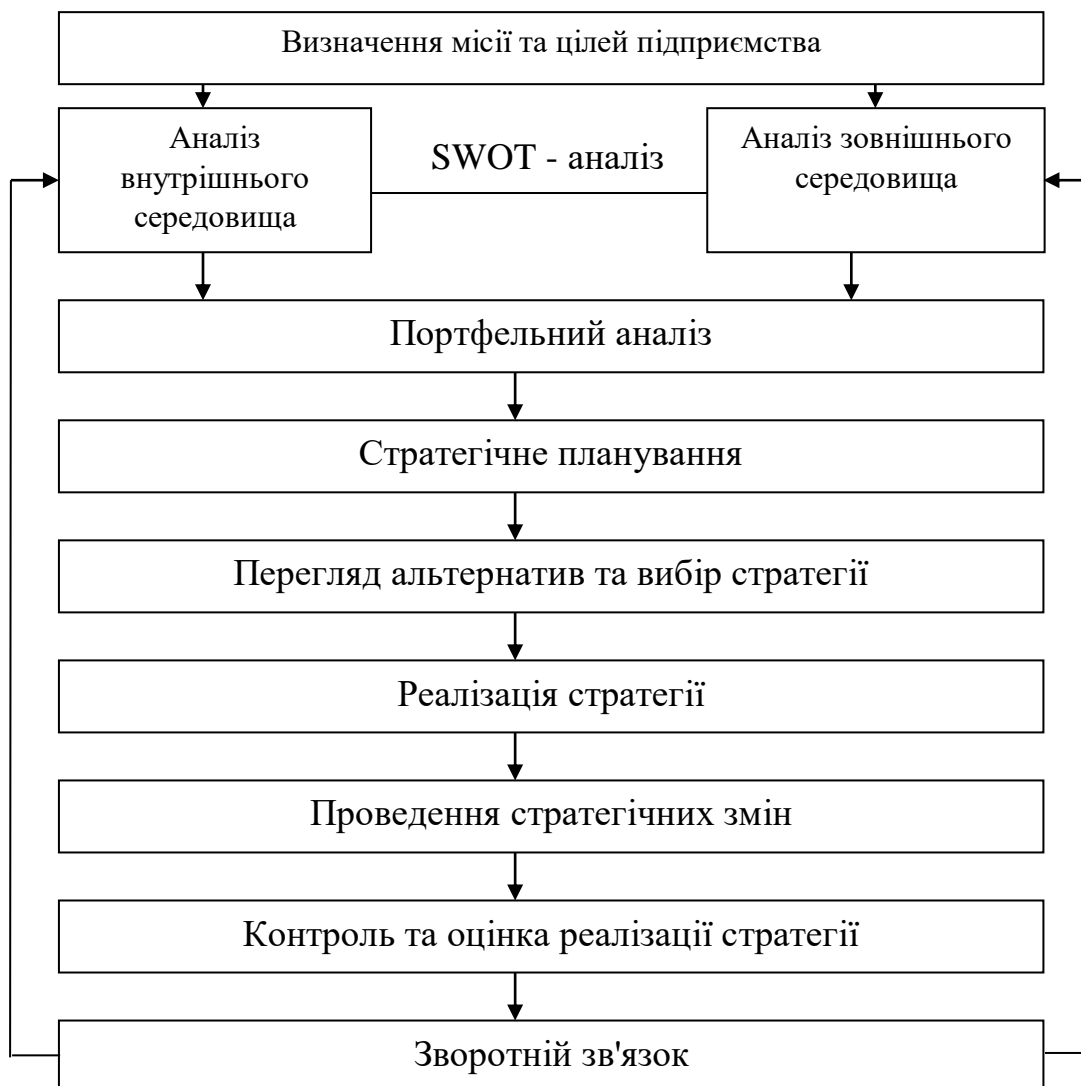 Визначення місії та цілей підприємства
Аналіз
внутрішнього
середовища
SWOT - аналіз
Аналіз зовнішнього
середовища
Портфельний аналіз
Стратегічне планування
Перегляд альтернатив та вибір стратегії
Реалізація стратегії
Проведення стратегічних змін
Контроль та оцінка реалізації стратегії
Зворотній зв'язок